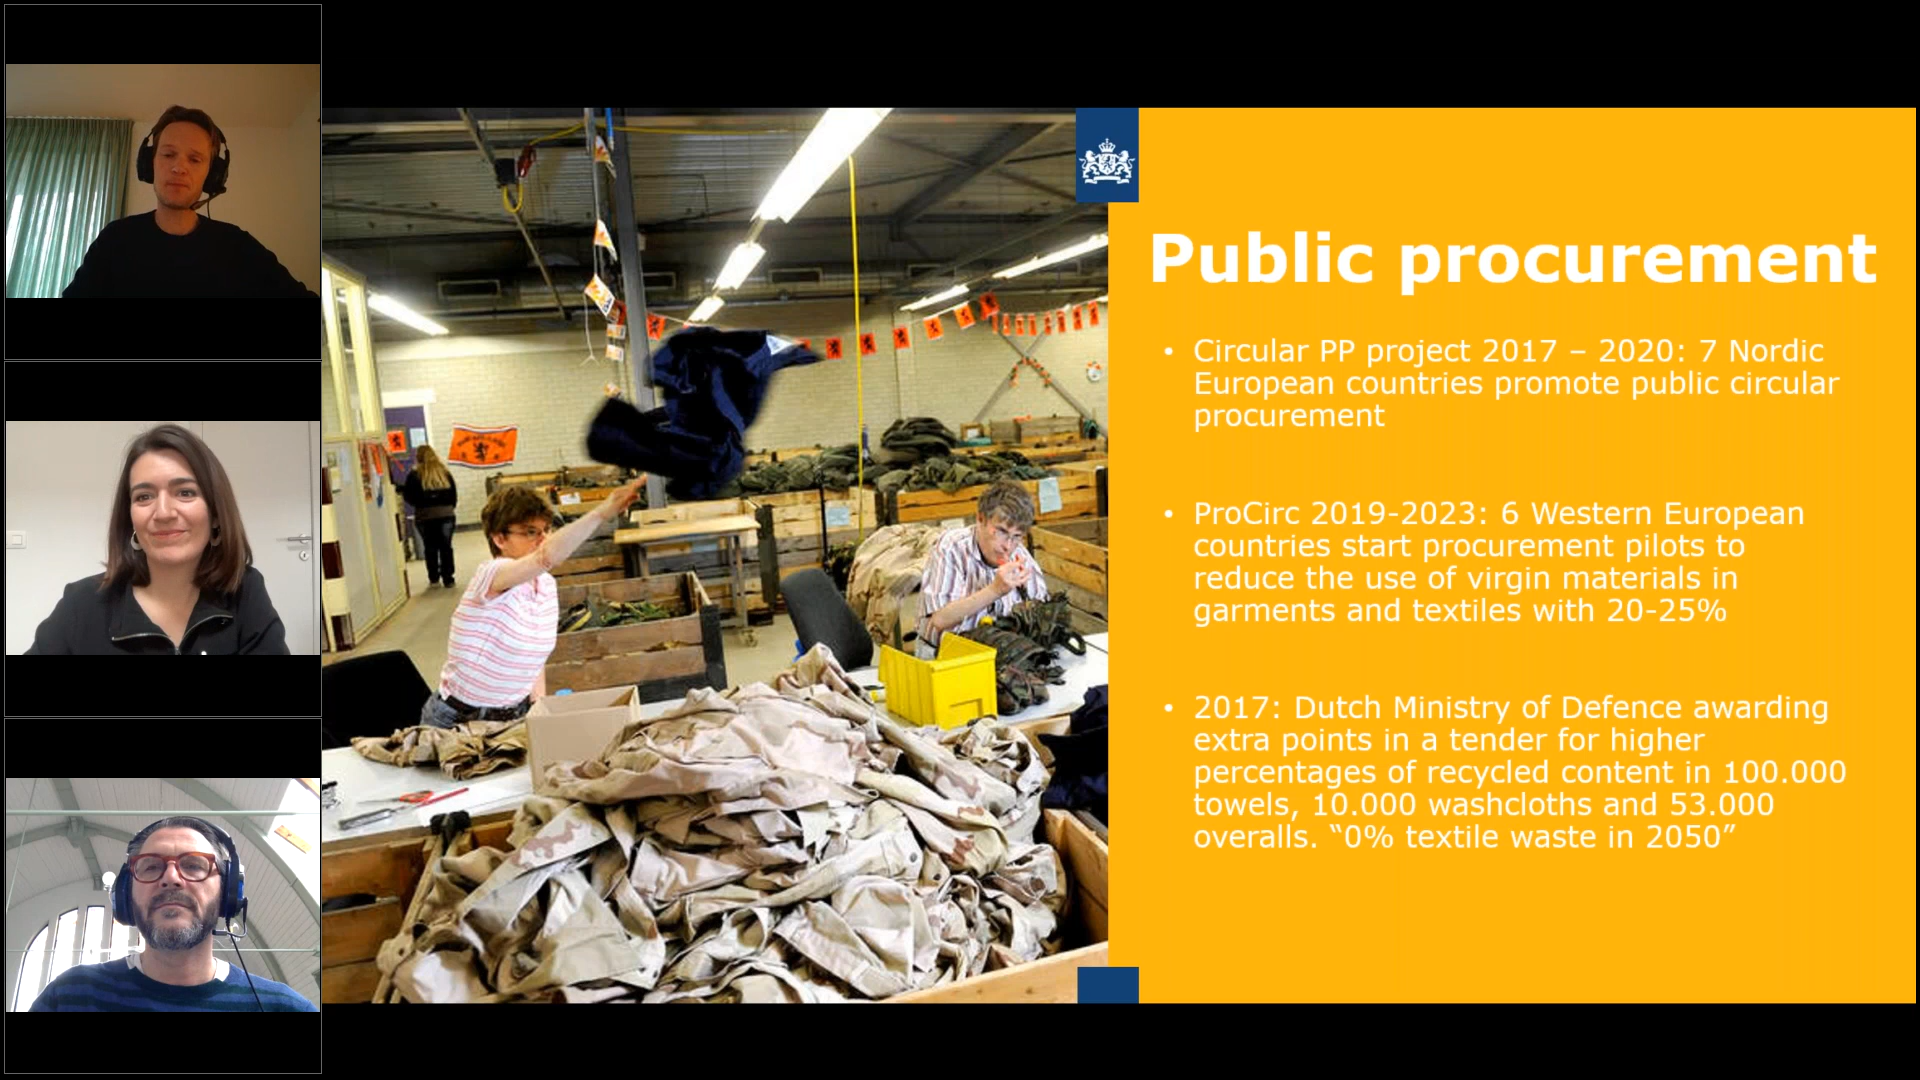 Public procurement
• Circular PP project 2017 – 2020: 7 Nordic
European countries promote public circular
procurement
• ProCirc 2019-2023: 6 Western European
countries start procurement pilots to
reduce the use of virgin materials in
garments and textiles with 20-25%
• 2017: Dutch Ministry of Defence awarding
extra points in a tender for higher
percentages of recycled content in 100.000
towels, 10.000 washcloths and 53.000
overalls. “0% textile waste in 2050”